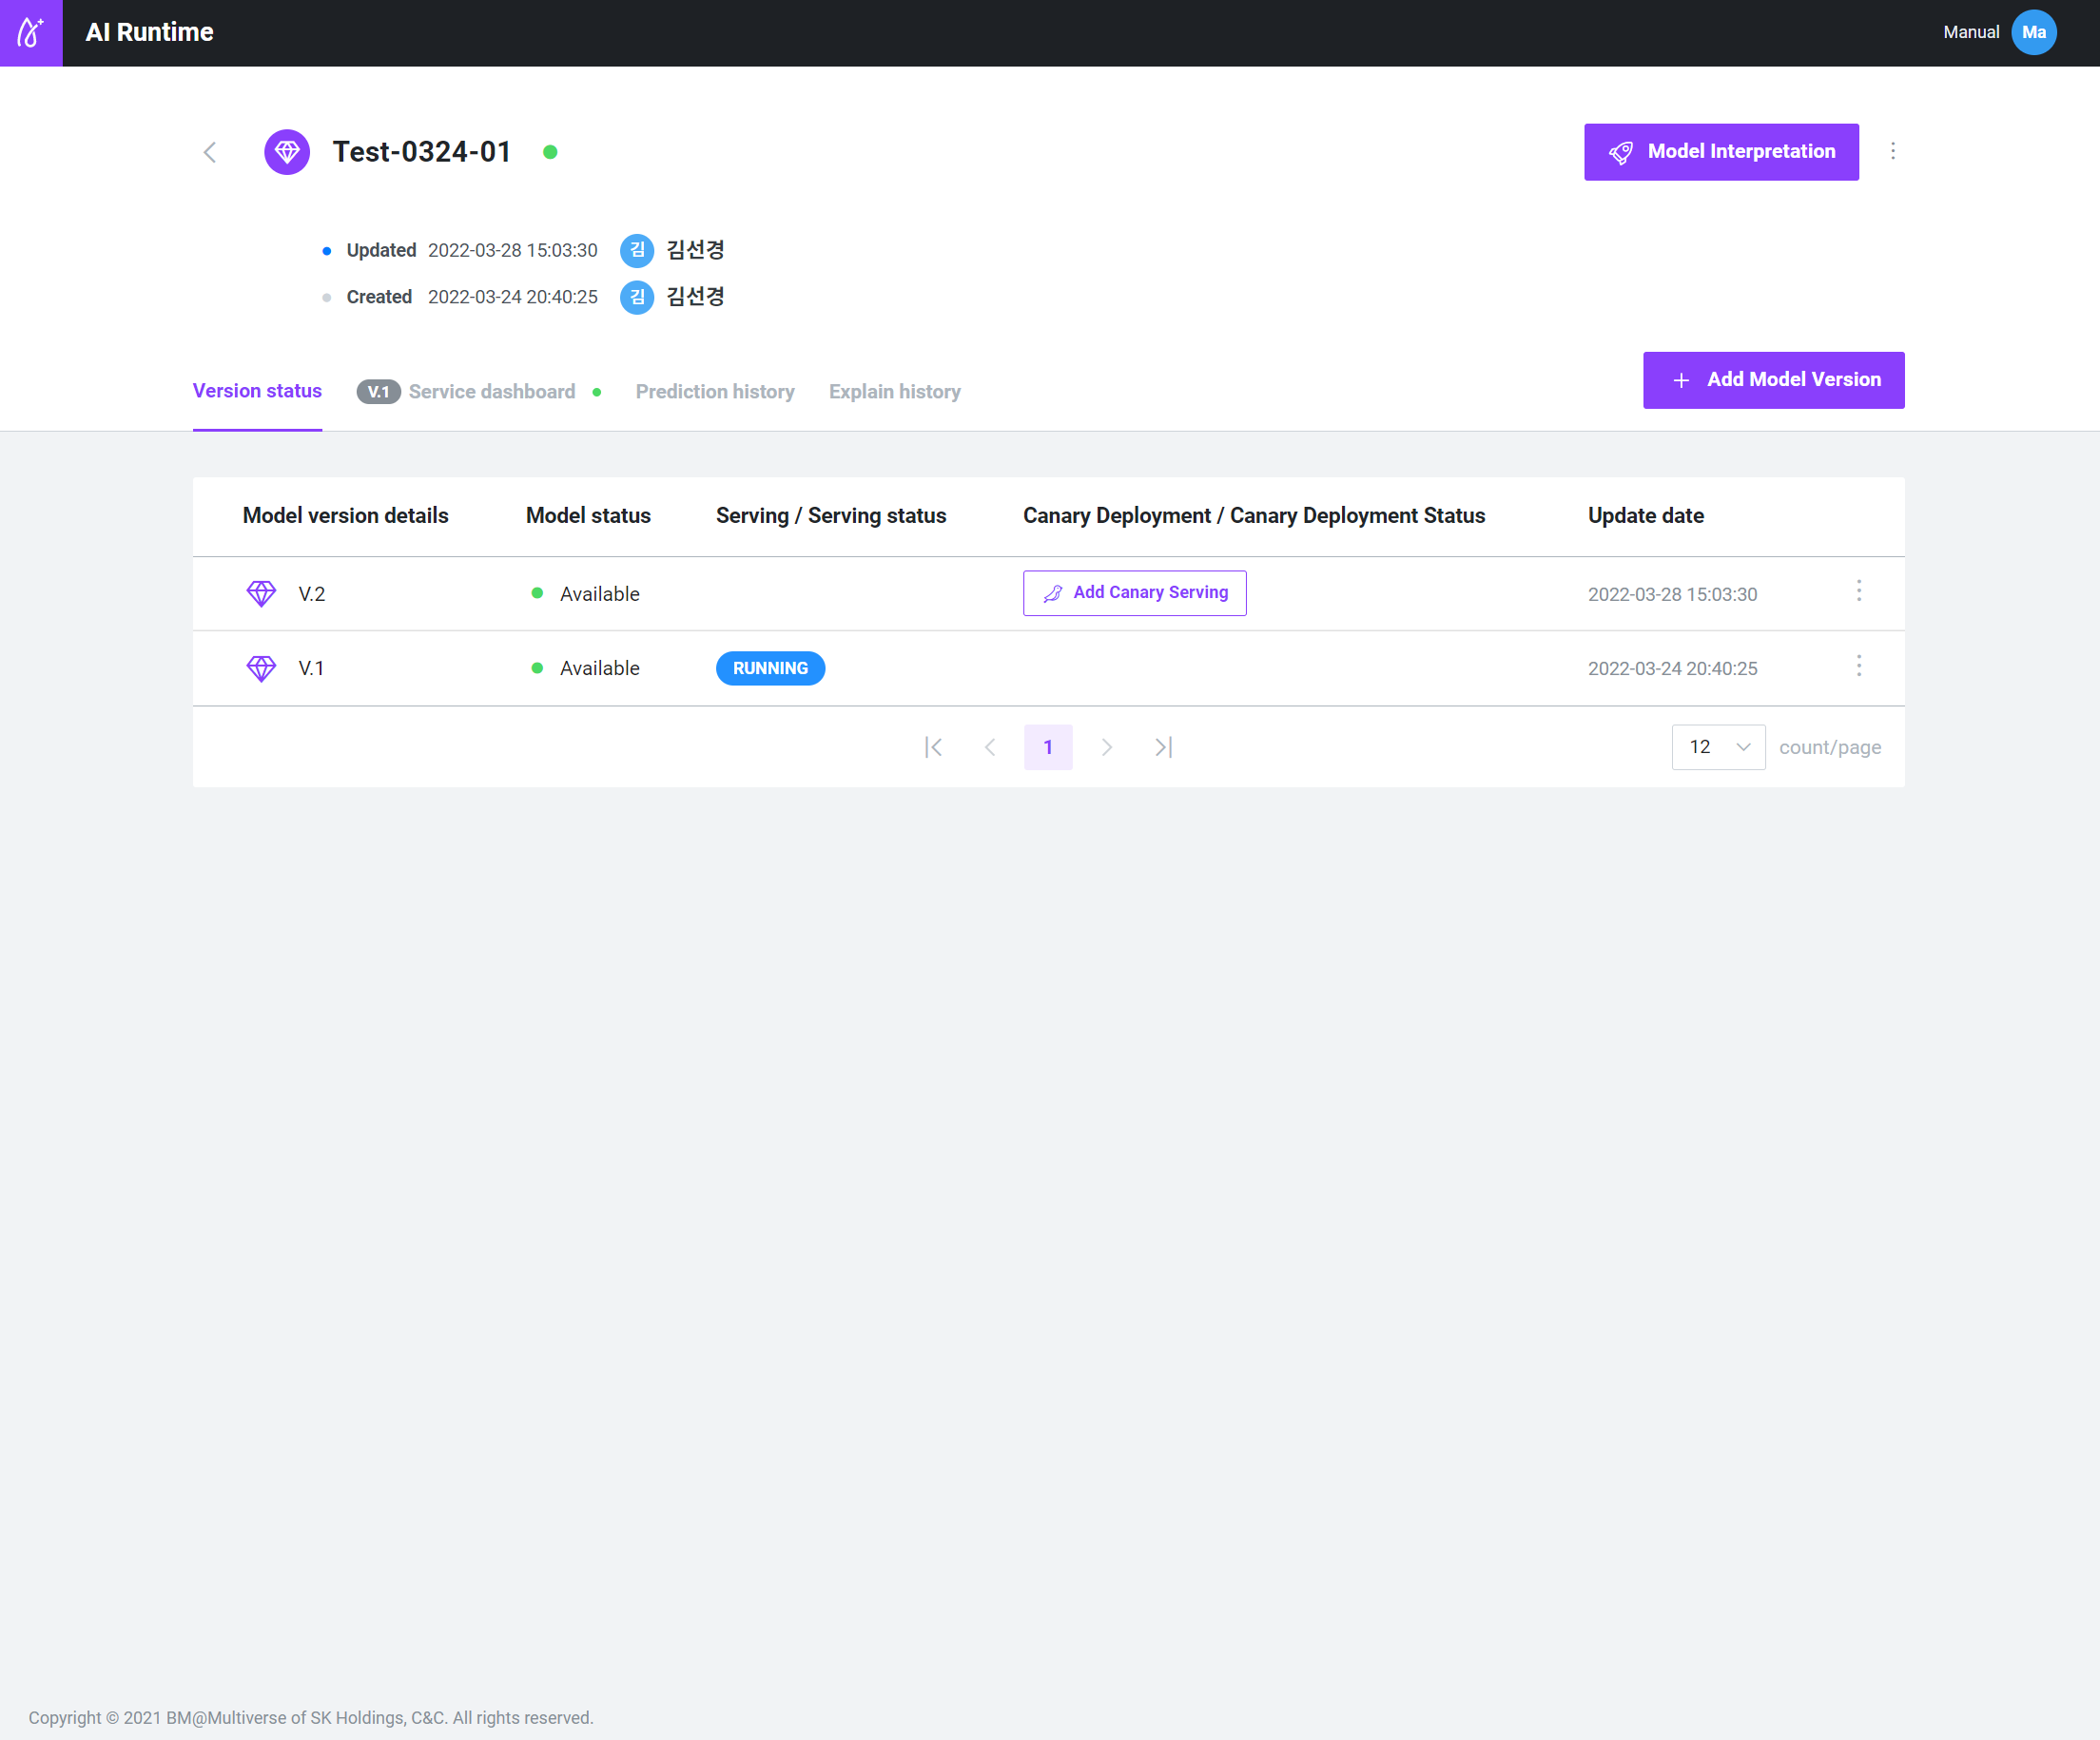 AI Runtime
Manual Ma
Test-0324-01
Model Interpretation
Updated 2022-03-28 15:03:30 김 김선경
Created 2022-03-24 20:40:25 김 김선경
Version status V.1 Service dashboard Prediction history Explain history
+ Add Model Version
Model version details Model status Serving / Serving status Canary Deployment / Canary Deployment Status Update date
V.2 Available Add Canary Serving 2022-03-28 15:03:30
V.1 Available RUNNING 2022-03-24 20:40:25
1
12 count/page
Copyright © 2021 BM@Multiverse of SK Holdings, C&C. All rights reserved.